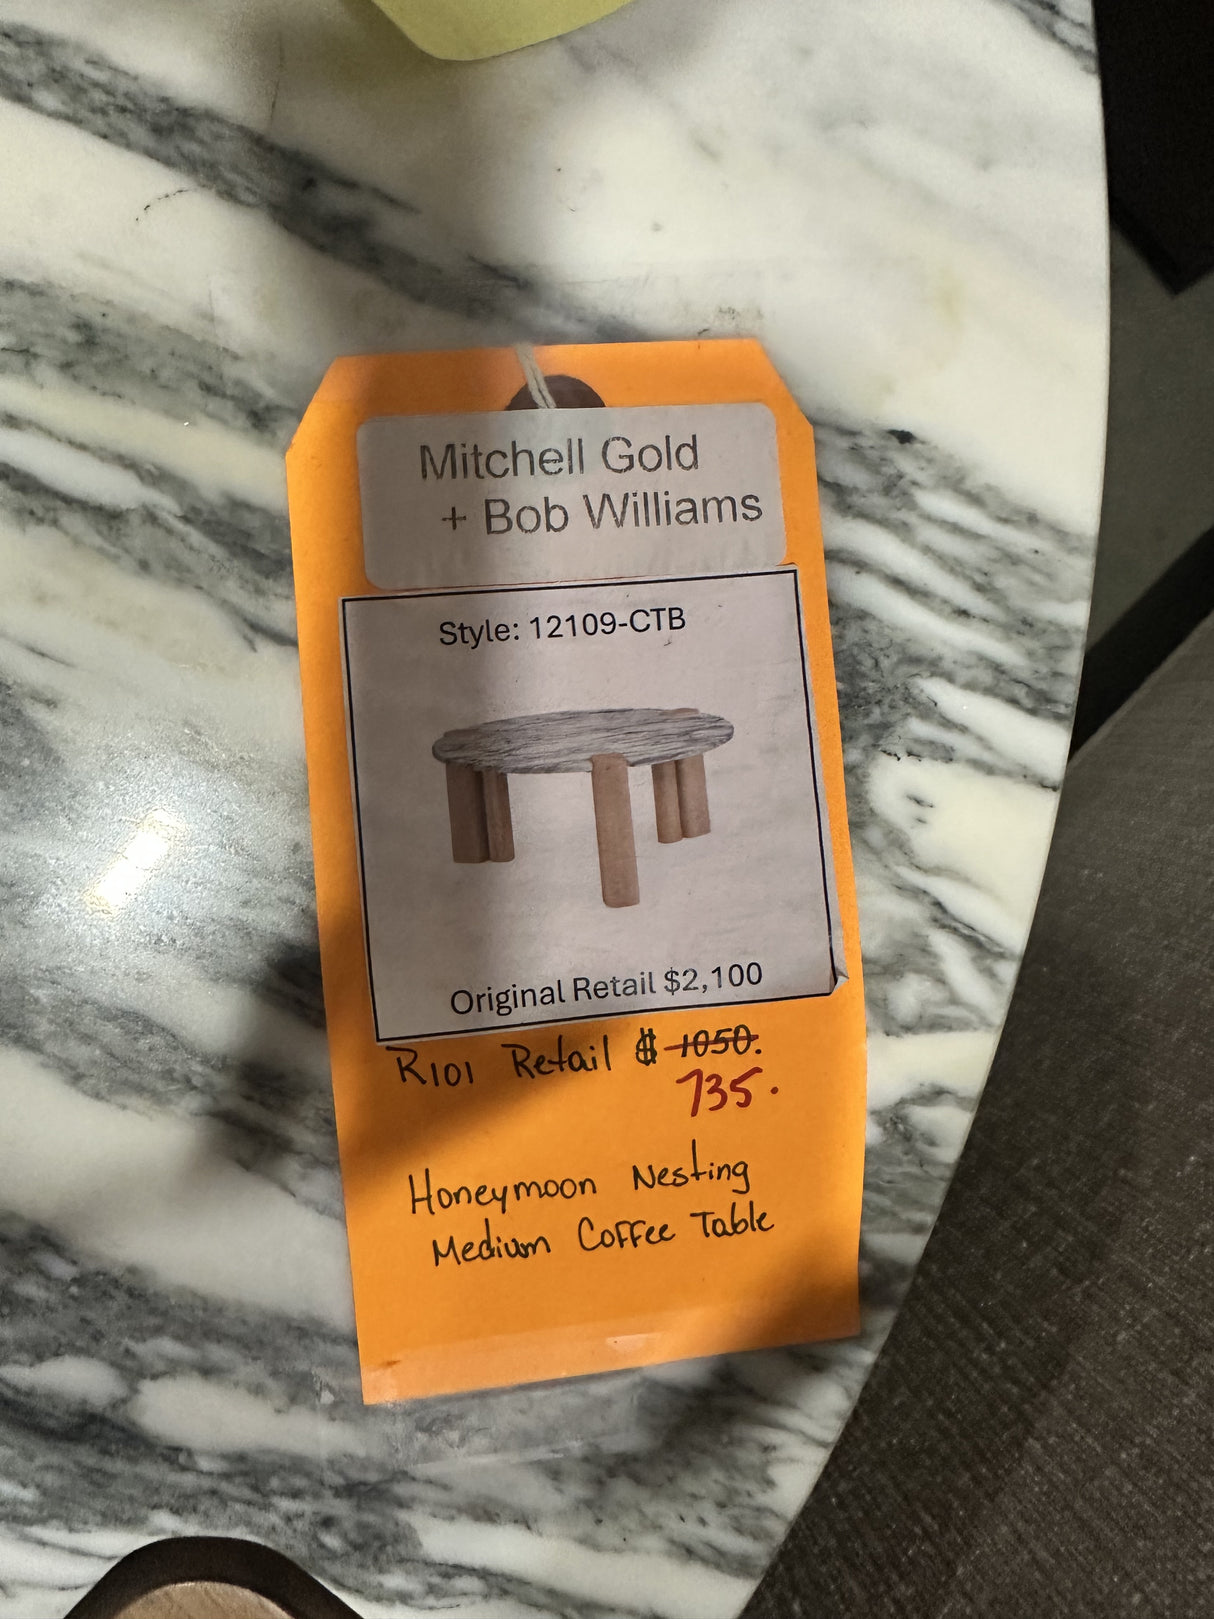 Mitchell Gold
+ Bob Williams
Style: 12109-CTB
Original Retail $2,100
R101 Retail $ 1050.
735.
Honeymoon Nesting
Medium Coffee Table